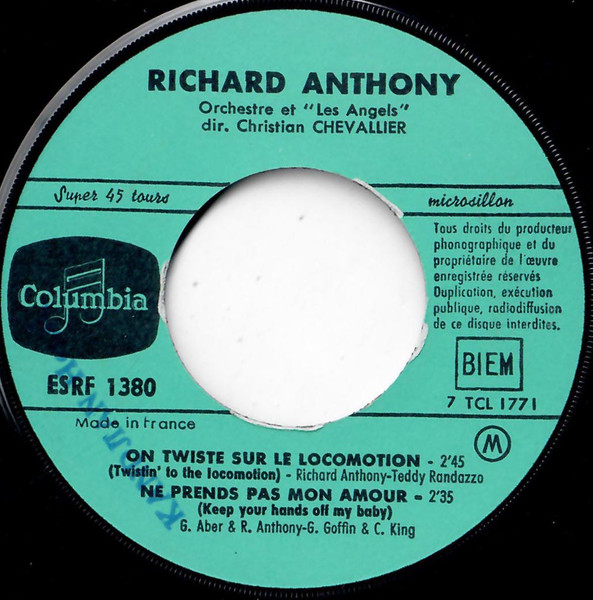 RICHARD ANTHONY
Orchestre et "Les Angels"
dir. Christian CHEVALLIER
Super 45 tours
microsillon
Tous droits du producteur
phonographique et du
propriétaire de l'œuvre
enregistrée réservés
Duplication, exécution
publique, radiodiffusion
de ce disque interdites.
Columbia
ESRF 1380
BIEM
7 TCL 1771
Made in France
M
ON TWISTE SUR LE LOCOMOTION - 2'45
(Twistin' to the locomotion) - Richard Anthony-Teddy Randazzo
NE PRENDS PAS MON AMOUR - 2'35
(Keep your hands off my baby)
G. Aber & R. Anthony-G. Goffin & C. King